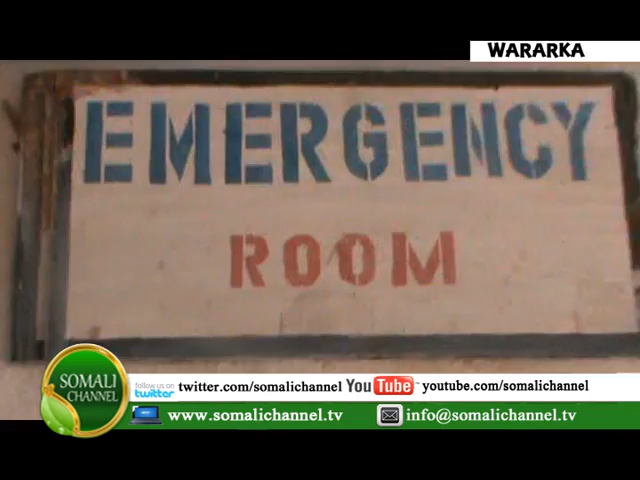 WARARKA
EMERGENCY
ROOM
SOMALI
CHANNEL
follow us on
twitter
twitter.com/somalichannel
YouTube
youtube.com/somalichannel
www.somalichannel.tv
info@somalichannel.tv